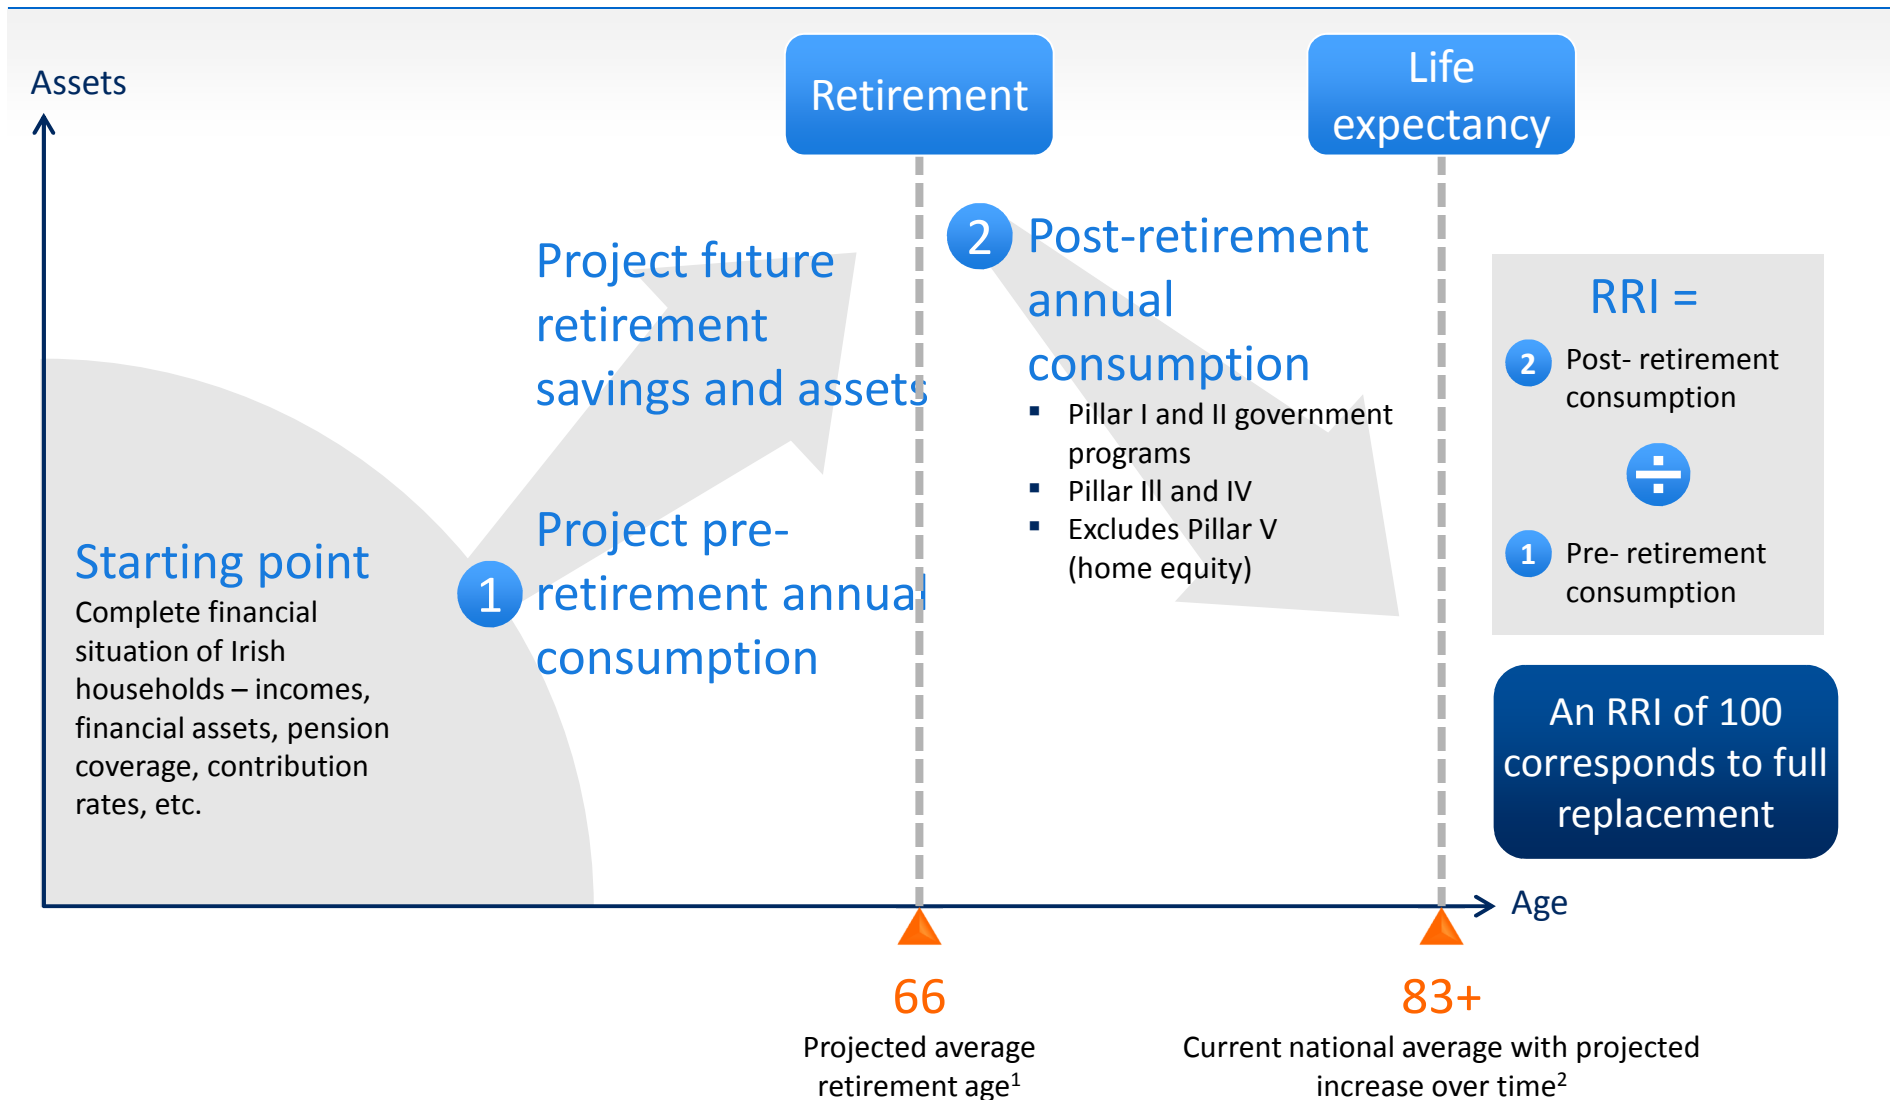 Assets
Retirement
Life
expectancy
Project future
retirement
savings and assets
2
Post-retirement
annual
consumption
▪ Pillar I and II government
programs
▪ Pillar III and IV
▪ Excludes Pillar V
(home equity)
Starting point
Complete financial
situation of Irish
households – incomes,
financial assets, pension
coverage, contribution
rates, etc.
1
Project pre-
retirement annual
consumption
RRI =
2 Post- retirement
consumption
÷
1 Pre- retirement
consumption
An RRI of 100
corresponds to full
replacement
Age
66
Projected average
retirement age¹
83+
Current national average with projected
increase over time²